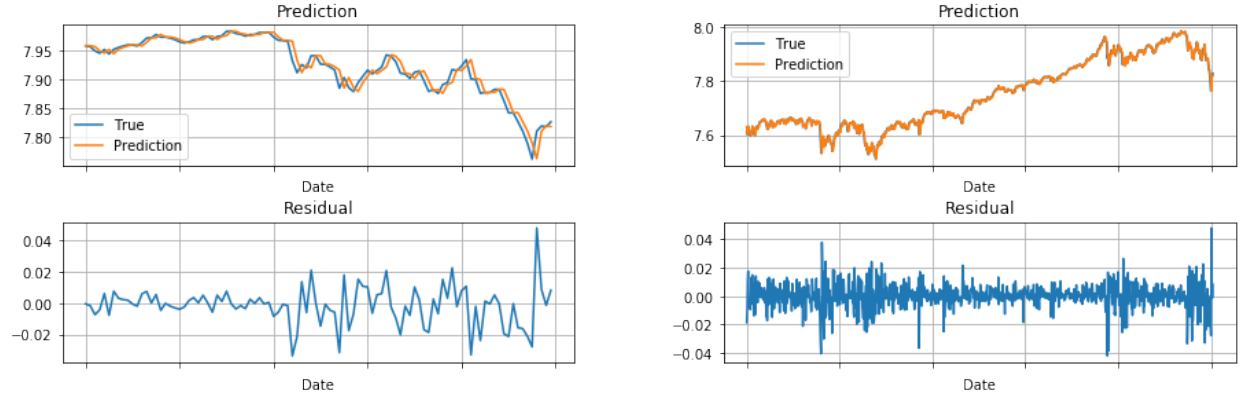 Prediction
7.95
7.90
7.85
7.80
True
Prediction
Date
Residual
0.04
0.02
0.00
−0.02
Date
Prediction
8.0
7.8
7.6
True
Prediction
Date
Residual
0.04
0.02
0.00
−0.02
−0.04
Date